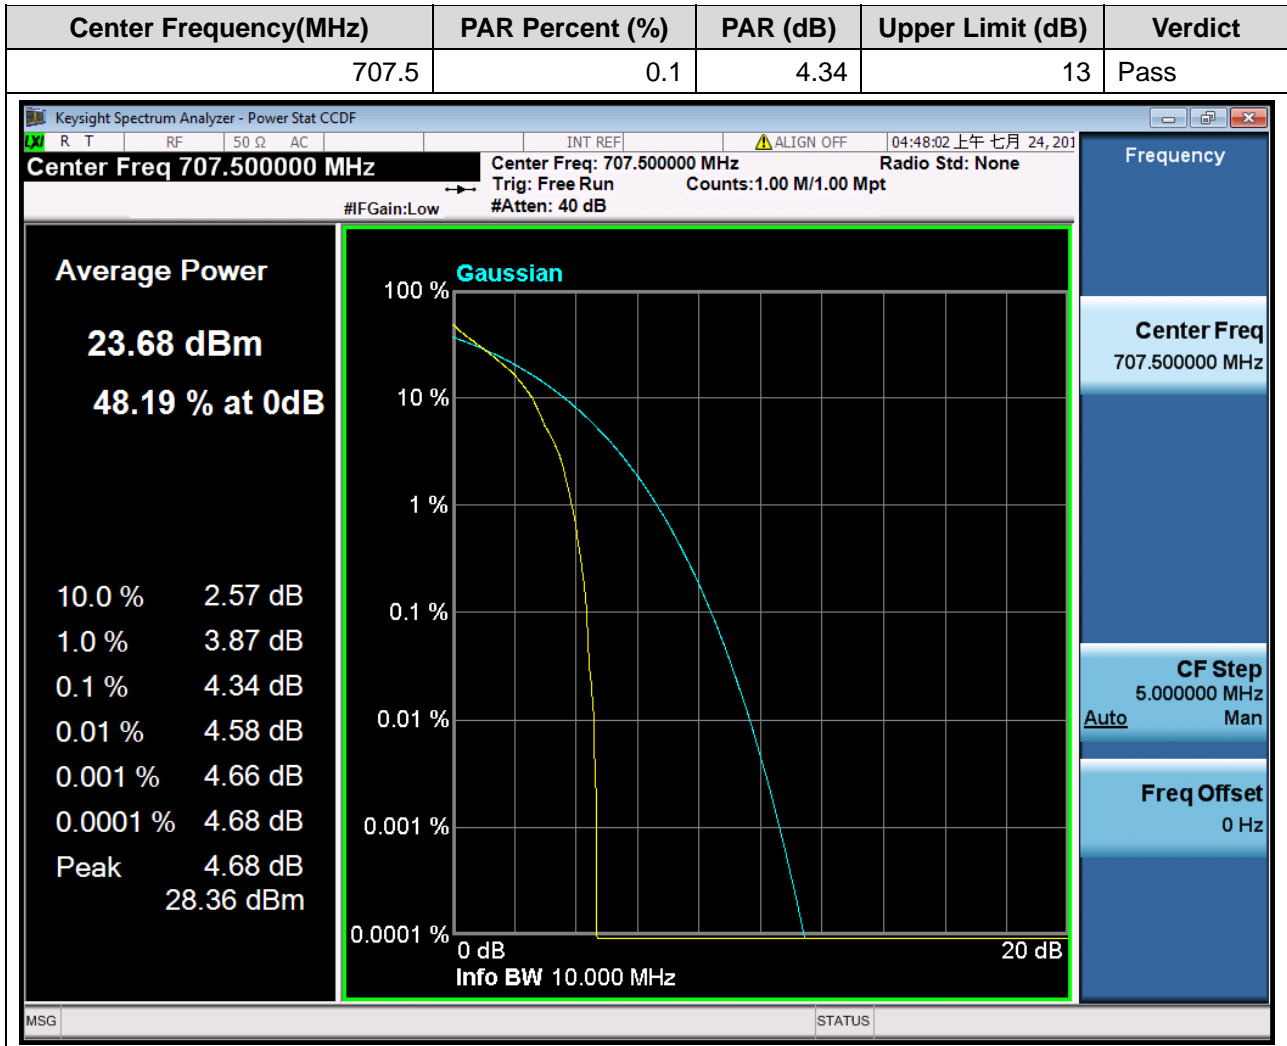 Center Frequency(MHz) PAR Percent (%) PAR (dB) Upper Limit (dB) Verdict
707.5 0.1 4.34 13 Pass
Keysight Spectrum Analyzer - Power Stat CCDF
LXI R T RF 50 Ω AC INT REF ALIGN OFF 04:48:02 上午 七月 24, 201
Center Freq 707.500000 MHz
Center Freq: 707.500000 MHz Radio Std: None
Trig: Free Run Counts:1.00 M/1.00 Mpt
#IFGain:Low #Atten: 40 dB
Average Power
23.68 dBm
48.19 % at 0dB
10.0 % 2.57 dB
1.0 % 3.87 dB
0.1 % 4.34 dB
0.01 % 4.58 dB
0.001 % 4.66 dB
0.0001 % 4.68 dB
Peak 4.68 dB
28.36 dBm
Gaussian
100 %
10 %
1 %
0.1 %
0.01 %
0.001 %
0.0001 %
0 dB 20 dB
Info BW 10.000 MHz
Frequency
Center Freq
707.500000 MHz
CF Step
5.000000 MHz
Auto Man
Freq Offset
0 Hz
MSG STATUS